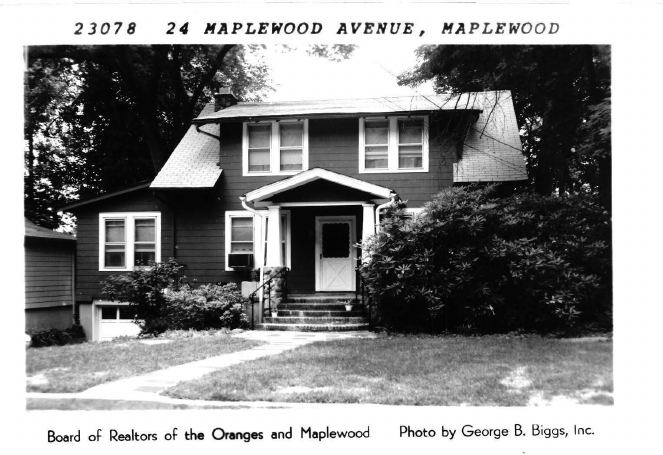 23078 24 MAPLEWOOD AVENUE, MAPLEWOOD
Board of Realtors of the Oranges and Maplewood Photo by George B. Biggs, Inc.